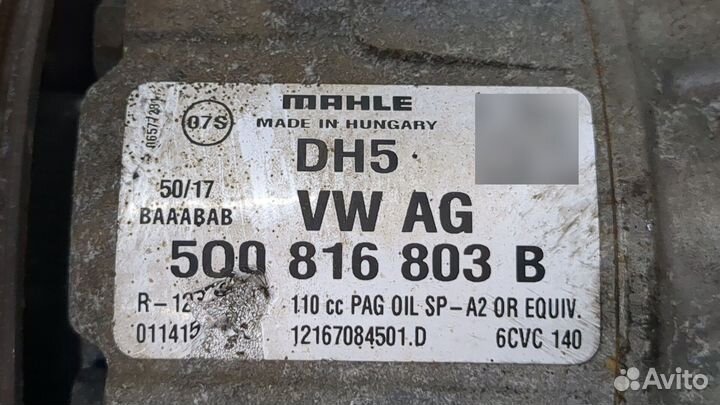 MAHLE
07S
MADE IN HUNGARY
DH5
50/17
BAAABAB
VW AG
5Q0 816 803 B
110 cc PAG OIL SP-A2 OR EQUIV.
12167084501.D
6CVC 140
Avito